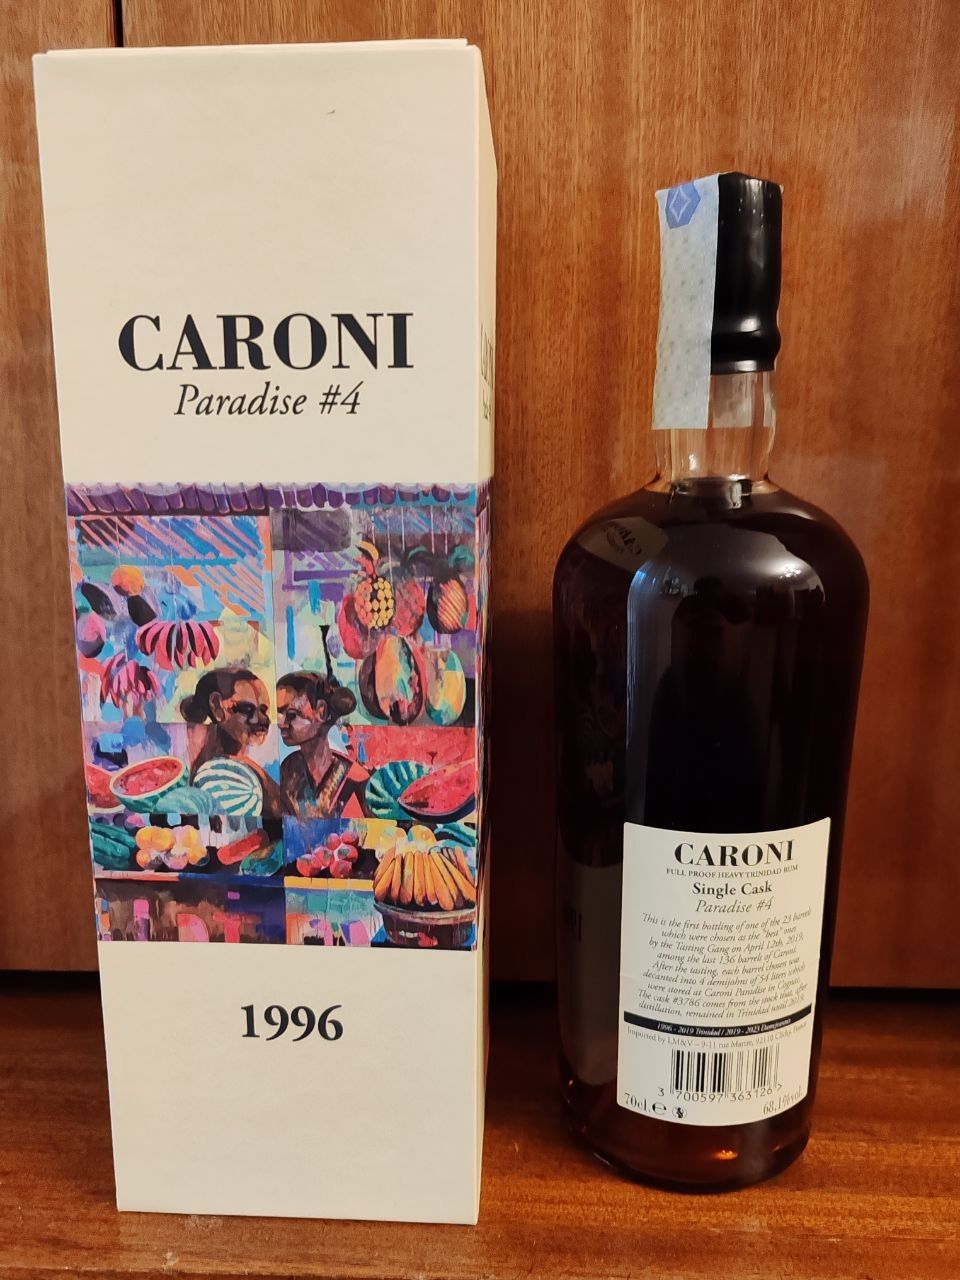 CARONI
Paradise #4
1996
CARONI
FULL PROOF HEAVY TRINIDAD RUM
Single Cask
Paradise #4
This is the first bottling of one of the 23 barrels
which were chosen as the "best" ones
by the Tasting Gang on April 12th, 2019,
among the last 136 barrels of Caroni.
After the tasting, each barrel chosen was
decanted into 4 demijohns of 54 liters which
were stored at Caroni Paradise in Cognac.
The cask #3786 comes from the stock that, after
distillation, remained in Trinidad until 2019.
1996 - 2019 Trinidad / 2019 - 2023 Damejeannes
Imported by LM&V – 9-11 rue Martre, 92110 Clichy, France
3 700597 363126 >
70cl. e 68,1%vol.